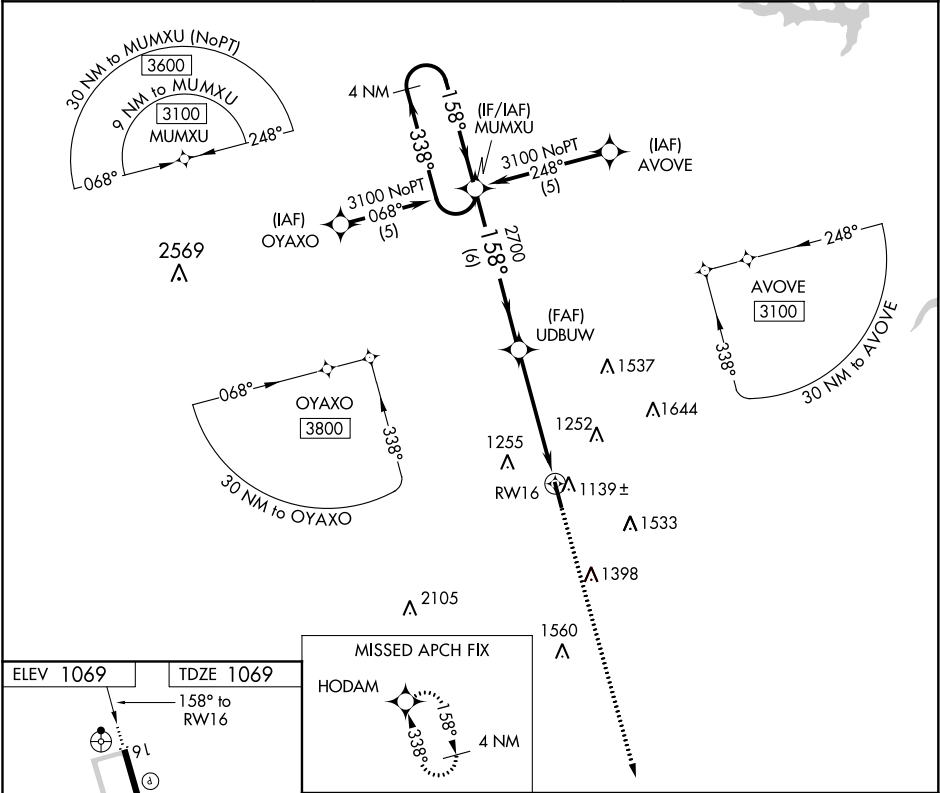 30 NM to MUMXU (NoPT)
3600
9 NM to MUMXU
3100
MUMXU
068°
248°
4 NM
158°
338°
(IF/IAF)
MUMXU
3100 NoPT
248°
(5)
(IAF)
AVOVE
3100 NoPT
068°
(5)
(IAF)
OYAXO
2569
2700
158°
(6)
(FAF)
UDBUW
248°
AVOVE
3100
338°
30 NM to AVOVE
068°
OYAXO
3800
338°
30 NM to OYAXO
1537
1644
1252
1255
RW16
1139±
1533
1398
2105
1560
ELEV 1069
TDZE 1069
158° to
RW16
16
P
MISSED APCH FIX
HODAM
158°
338°
4 NM